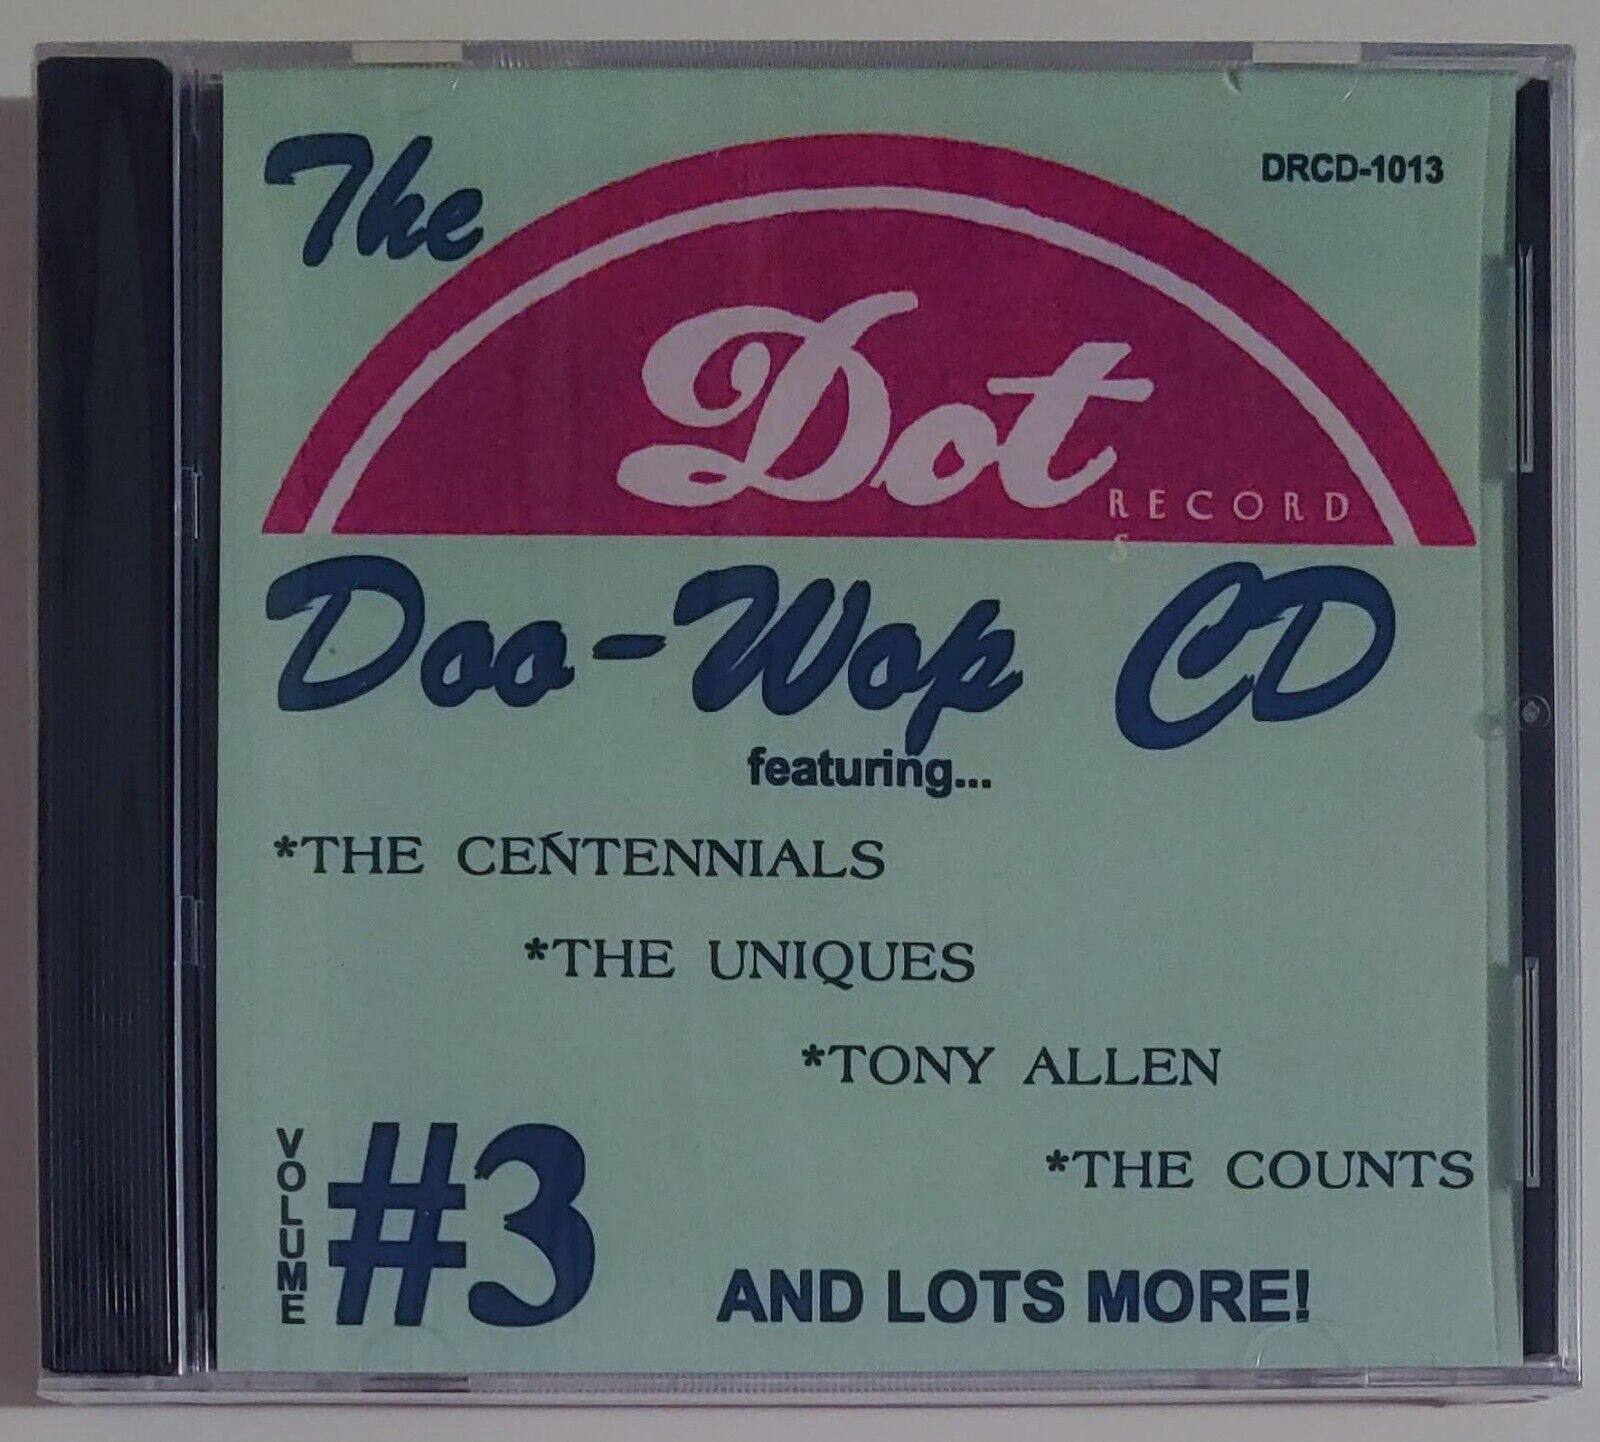 The
DRCD-1013
Dot
RECORD
S
Doo-Wop CD
featuring...
*THE CENTENNIALS
*THE UNIQUES
*TONY ALLEN
*THE COUNTS
VOLUME
#3
AND LOTS MORE!